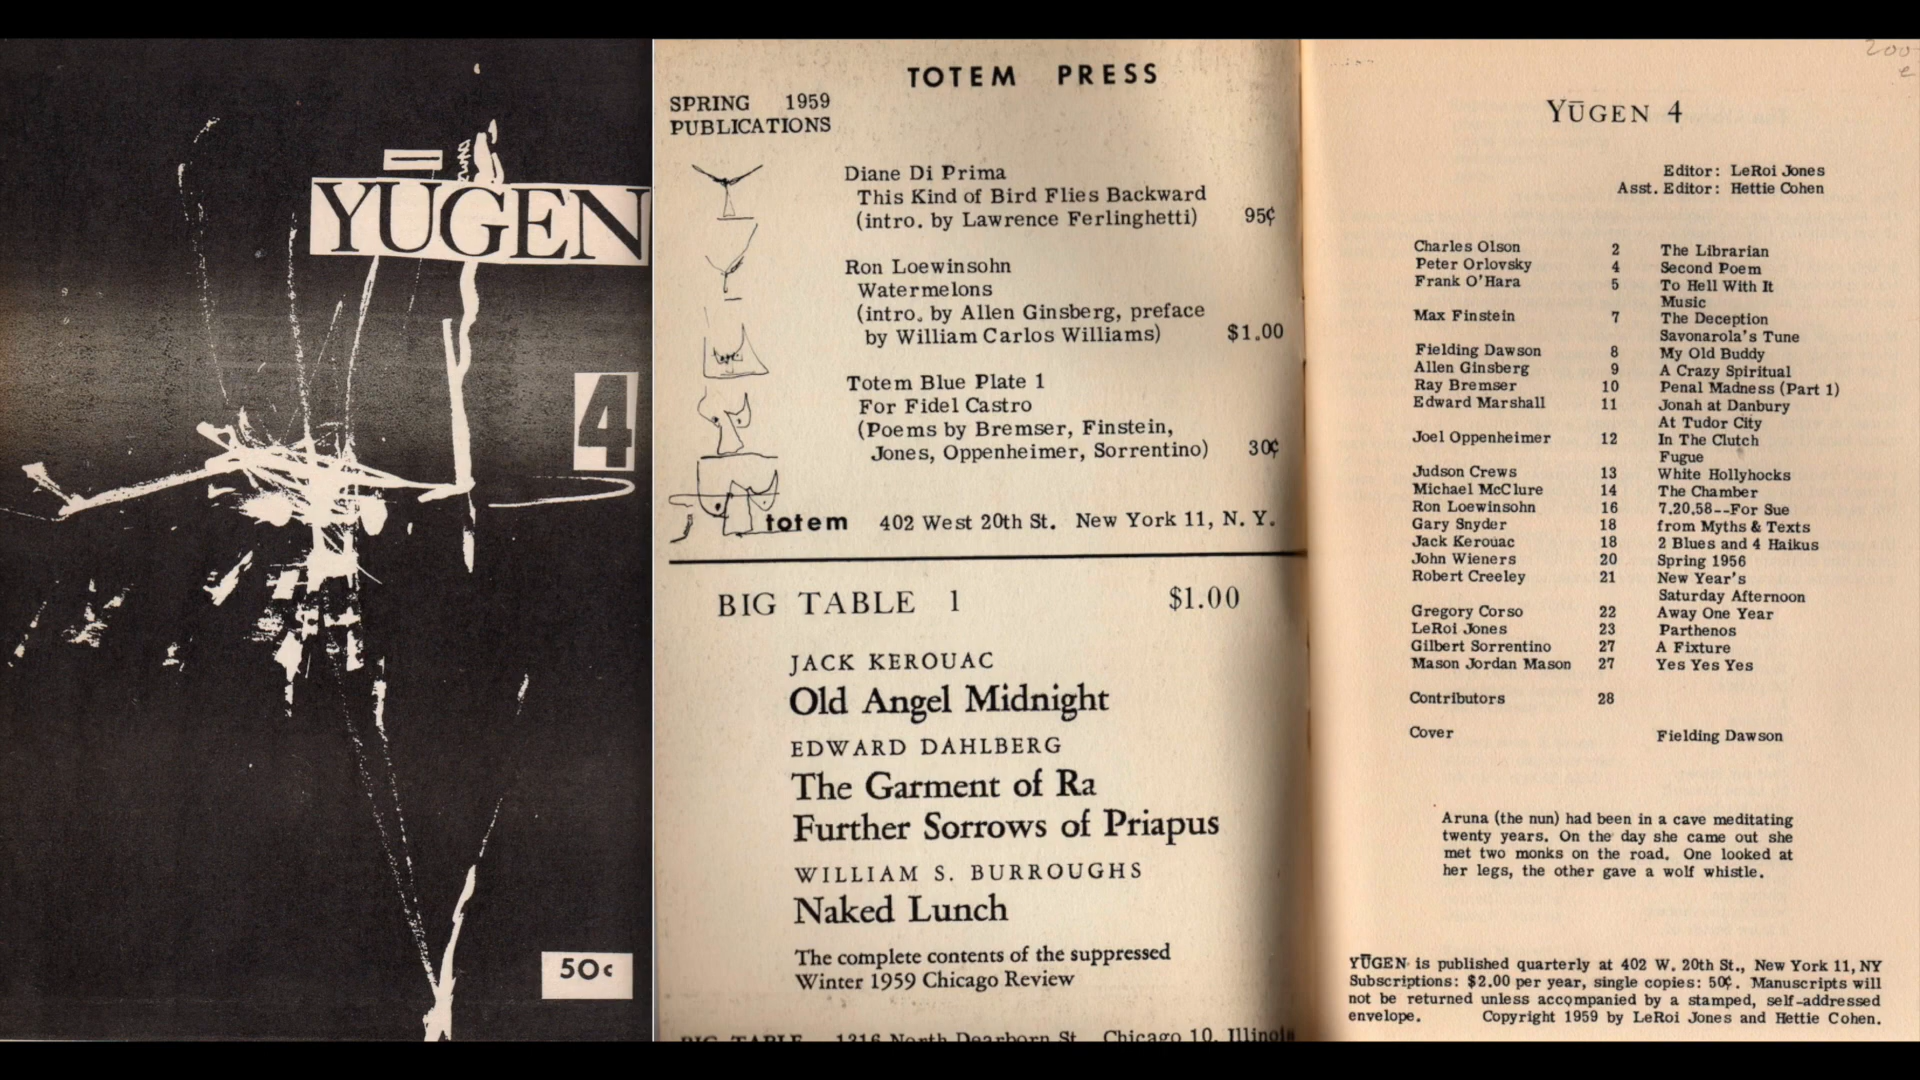 YŪGEN
4
50¢
TOTEM PRESS
SPRING 1959
PUBLICATIONS
Diane Di Prima
This Kind of Bird Flies Backward
(intro. by Lawrence Ferlinghetti) 95¢
Ron Loewinsohn
Watermelons
(intro. by Allen Ginsberg, preface
by William Carlos Williams) $1.00
Totem Blue Plate 1
For Fidel Castro
(Poems by Bremser, Finstein,
Jones, Oppenheimer, Sorrentino) 30¢
totem 402 West 20th St. New York 11, N. Y.
BIG TABLE 1 $1.00
JACK KEROUAC
Old Angel Midnight
EDWARD DAHLBERG
The Garment of Ra
Further Sorrows of Priapus
WILLIAM S. BURROUGHS
Naked Lunch
The complete contents of the suppressed
Winter 1959 Chicago Review
BIG TABLE 1316 North Dearborn St. Chicago 10, Illinois
200
YŪGEN 4
Editor: LeRoi Jones
Asst. Editor: Hettie Cohen
Charles Olson 2 The Librarian
Peter Orlovsky 4 Second Poem
Frank O'Hara 5 To Hell With It
Music
Max Finstein 7 The Deception
Savonarola's Tune
Fielding Dawson 8 My Old Buddy
Allen Ginsberg 9 A Crazy Spiritual
Ray Bremser 10 Penal Madness (Part 1)
Edward Marshall 11 Jonah at Danbury
At Tudor City
Joel Oppenheimer 12 In The Clutch
Fugue
Judson Crews 13 White Hollyhocks
Michael McClure 14 The Chamber
Ron Loewinsohn 16 7.20.58--For Sue
Gary Snyder 18 from Myths & Texts
Jack Kerouac 18 2 Blues and 4 Haikus
John Wieners 20 Spring 1956
Robert Creeley 21 New Year's
Saturday Afternoon
Gregory Corso 22 Away One Year
LeRoi Jones 23 Parthenos
Gilbert Sorrentino 27 A Fixture
Mason Jordan Mason 27 Yes Yes Yes
Contributors 28
Cover Fielding Dawson
Aruna (the nun) had been in a cave meditating
twenty years. On the day she came out she
met two monks on the road. One looked at
her legs, the other gave a wolf whistle.
YŪGEN is published quarterly at 402 W. 20th St., New York 11, NY
Subscriptions: $2.00 per year, single copies: 50¢. Manuscripts will
not be returned unless accompanied by a stamped, self-addressed
envelope. Copyright 1959 by LeRoi Jones and Hettie Cohen.